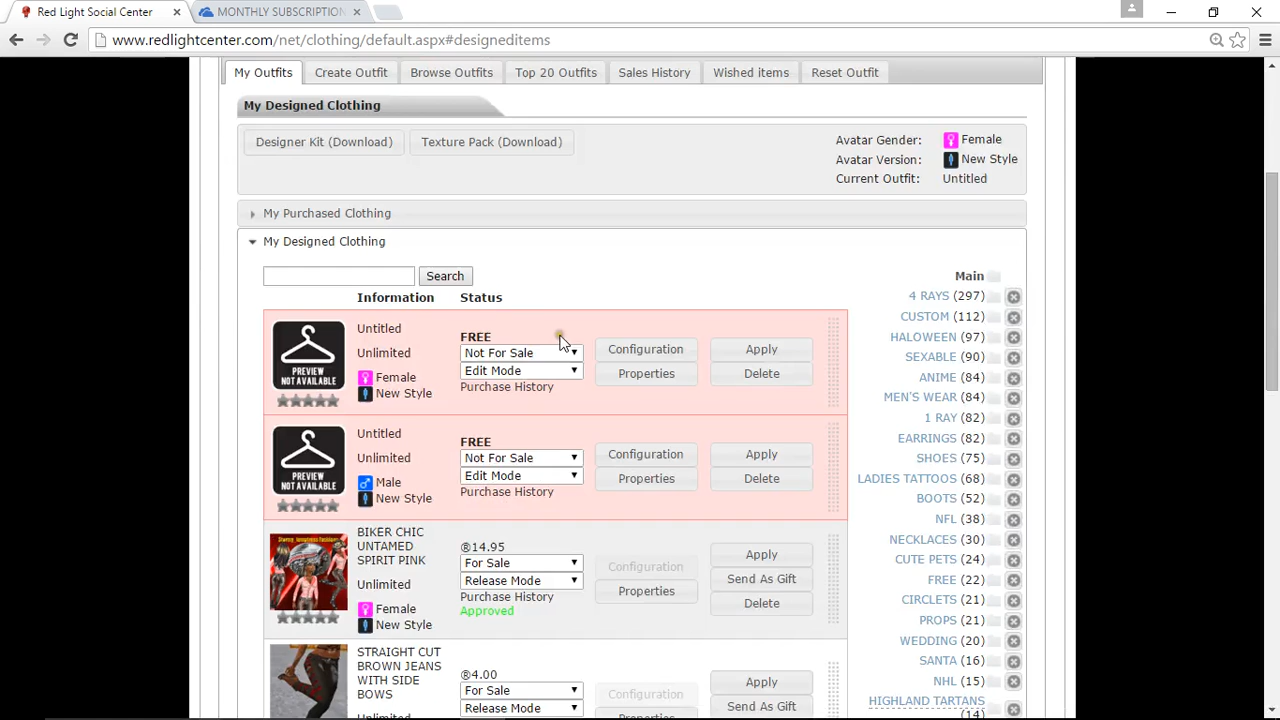 Red Light Social Center
MONTHLY SUBSCRIPTION
www.redlightcenter.com/net/clothing/default.aspx#designeditems
My Outfits Create Outfit Browse Outfits Top 20 Outfits Sales History Wished items Reset Outfit
My Designed Clothing
Designer Kit (Download) Texture Pack (Download)
Avatar Gender: Female
Avatar Version: New Style
Current Outfit: Untitled
My Purchased Clothing
My Designed Clothing
Search
Information Status
Untitled
Unlimited
Female
New Style
PREVIEW
NOT AVAILABLE
FREE
Not For Sale
Edit Mode
Purchase History
Configuration Apply
Properties Delete
Untitled
Unlimited
Male
New Style
PREVIEW
NOT AVAILABLE
FREE
Not For Sale
Edit Mode
Purchase History
Configuration Apply
Properties Delete
BIKER CHIC
UNTAMED
SPIRIT PINK
Unlimited
Female
New Style
®14.95
For Sale
Release Mode
Purchase History
Approved
Configuration
Properties
Apply
Send As Gift
Delete
STRAIGHT CUT
BROWN JEANS
WITH SIDE
BOWS
Unlimited
®4.00
For Sale
Release Mode
Configuration
Properties
Apply
Send As Gift
Main
4 RAYS (297)
CUSTOM (112)
HALOWEEN (97)
SEXABLE (90)
ANIME (84)
MEN'S WEAR (84)
1 RAY (82)
EARRINGS (82)
SHOES (75)
LADIES TATTOOS (68)
BOOTS (52)
NFL (38)
NECKLACES (30)
CUTE PETS (24)
FREE (22)
CIRCLETS (21)
PROPS (21)
WEDDING (20)
SANTA (16)
NHL (15)
HIGHLAND TARTANS
(14)